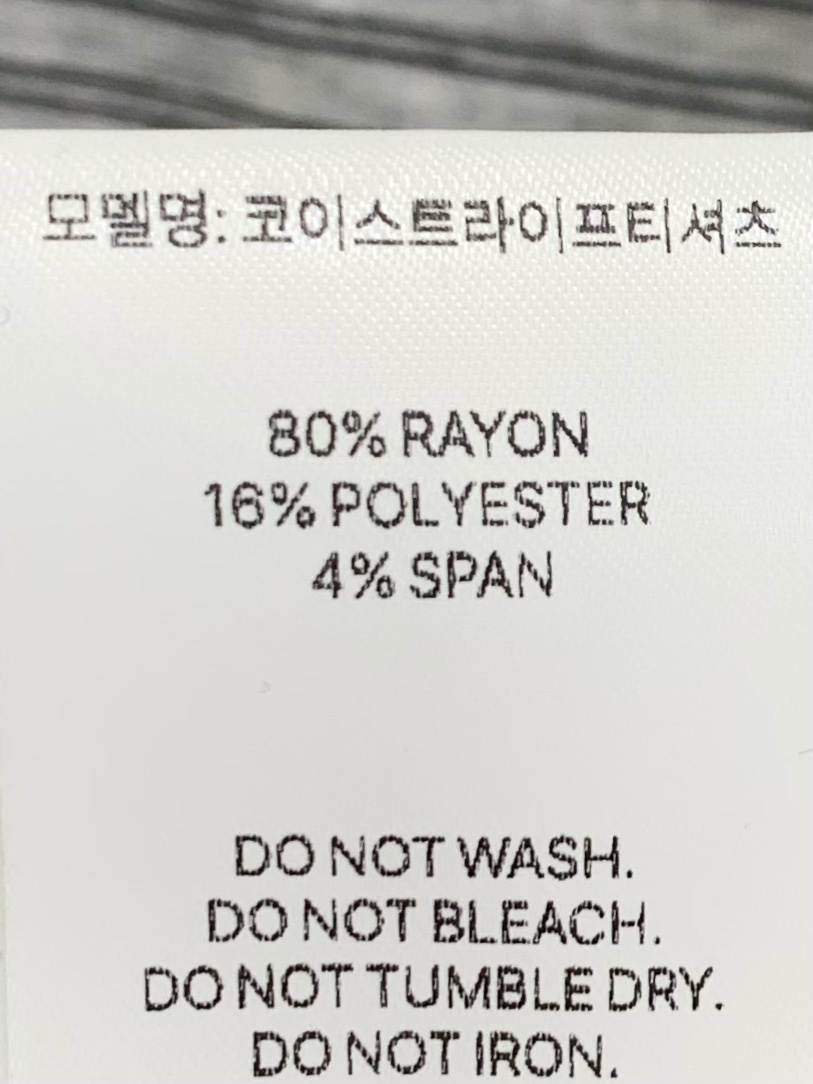 모델명: 코이스트라이프티셔츠
80% RAYON
16% POLYESTER
4% SPAN
DO NOT WASH.
DO NOT BLEACH.
DO NOT TUMBLE DRY.
DO NOT IRON.